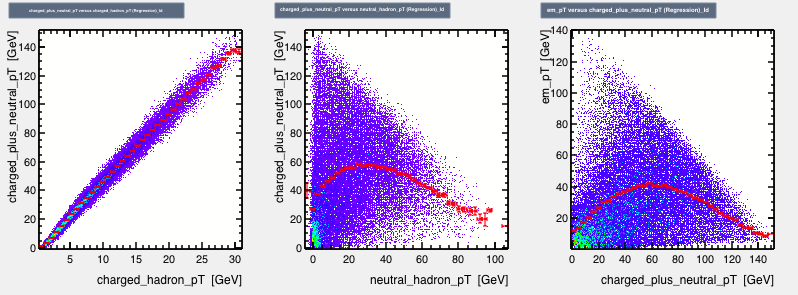 charged_plus_neutral_pT versus charged_hadron_pT (Regression)_Id
charged_plus_neutral_pT [GeV]
140
120
100
80
60
40
20
0
5 10 15 20 25 30
charged_hadron_pT [GeV]
charged_plus_neutral_pT versus neutral_hadron_pT (Regression)_Id
charged_plus_neutral_pT [GeV]
140
120
100
80
60
40
20
0
0 20 40 60 80 100
neutral_hadron_pT [GeV]
em_pT versus charged_plus_neutral_pT (Regression)_Id
em_pT [GeV]
140
120
100
80
60
40
20
0 20 40 60 80 100 120 140
charged_plus_neutral_pT [GeV]